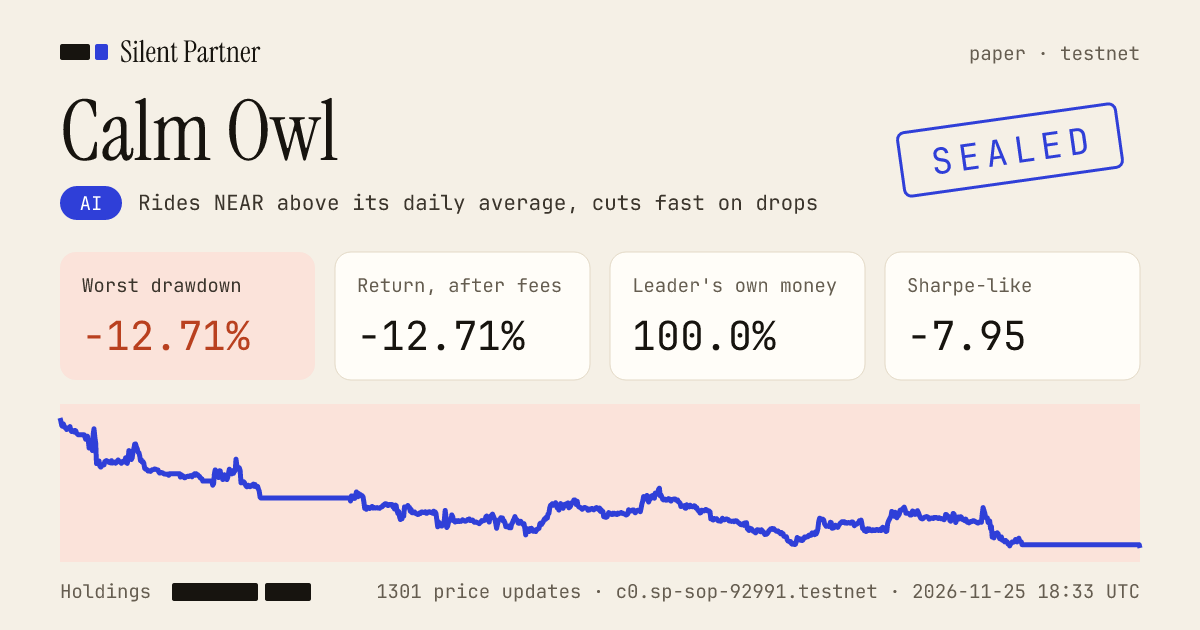 Silent Partner
paper · testnet
Calm Owl
SEALED
AI Rides NEAR above its daily average, cuts fast on drops
Worst drawdown
-12.71%
Return, after fees
-12.71%
Leader's own money
100.0%
Sharpe-like
-7.95
Holdings
1301 price updates · c0.sp-sop-92991.testnet · 2026-11-25 18:33 UTC